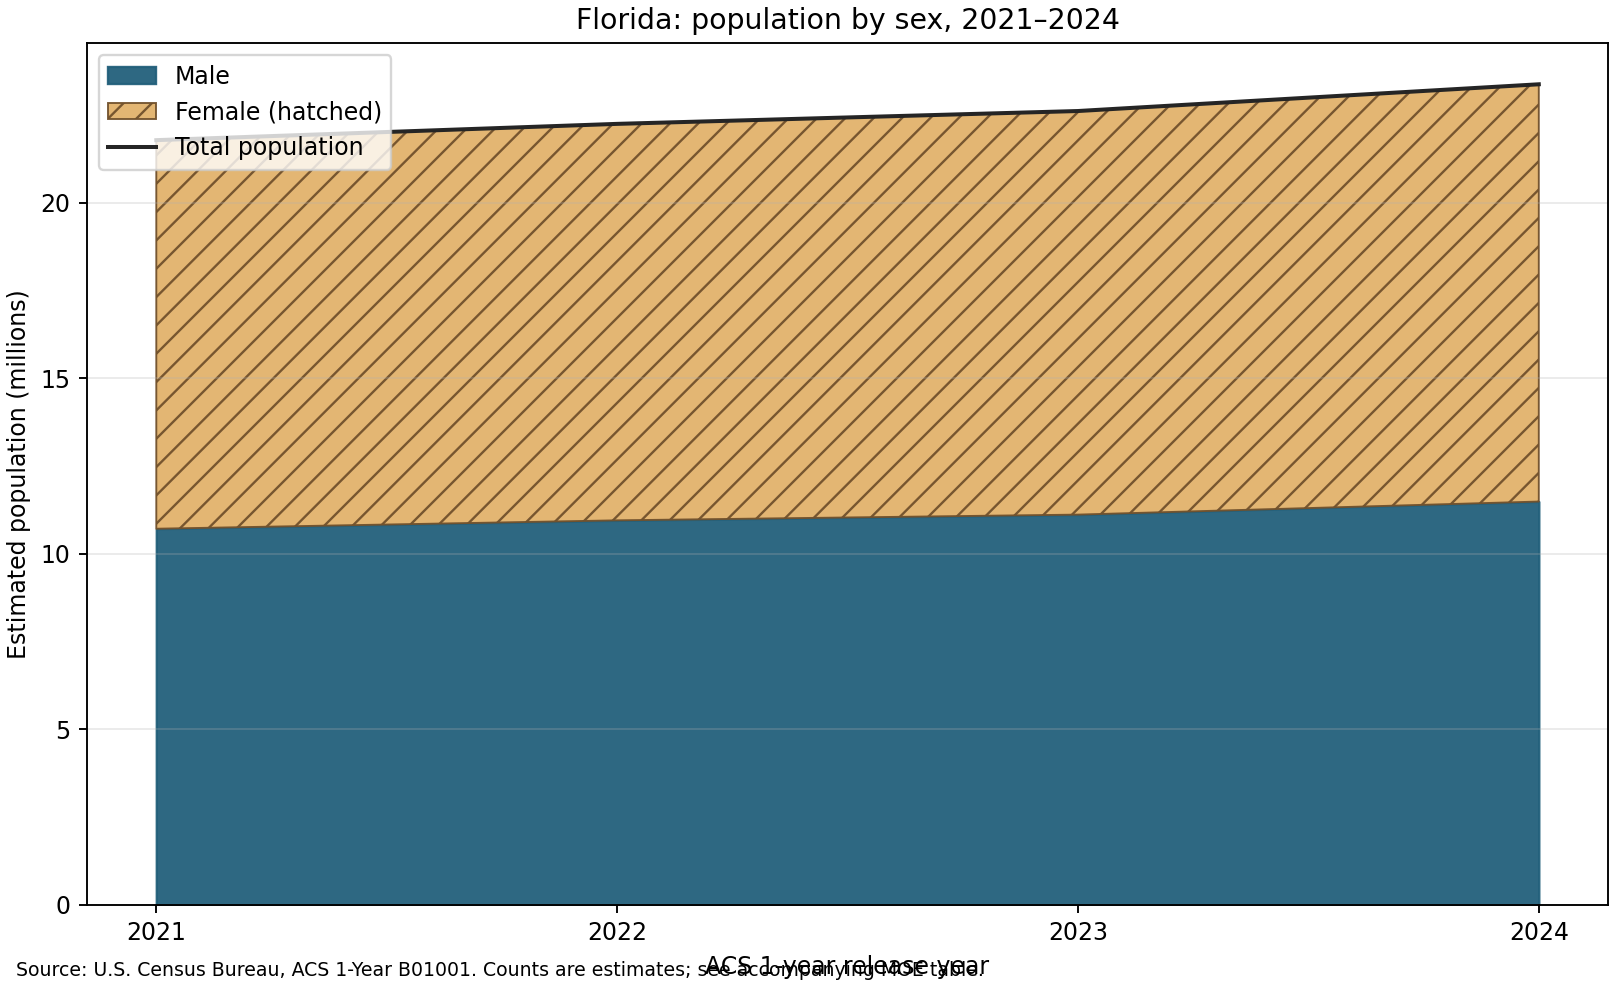 Florida: population by sex, 2021–2024
Male
Female (hatched)
Total population
Estimated population (millions)
20
15
10
5
0
2021 2022 2023 2024
ACS 1-year release year
Source: U.S. Census Bureau, ACS 1-Year B01001. Counts are estimates; see accompanying MOE table.